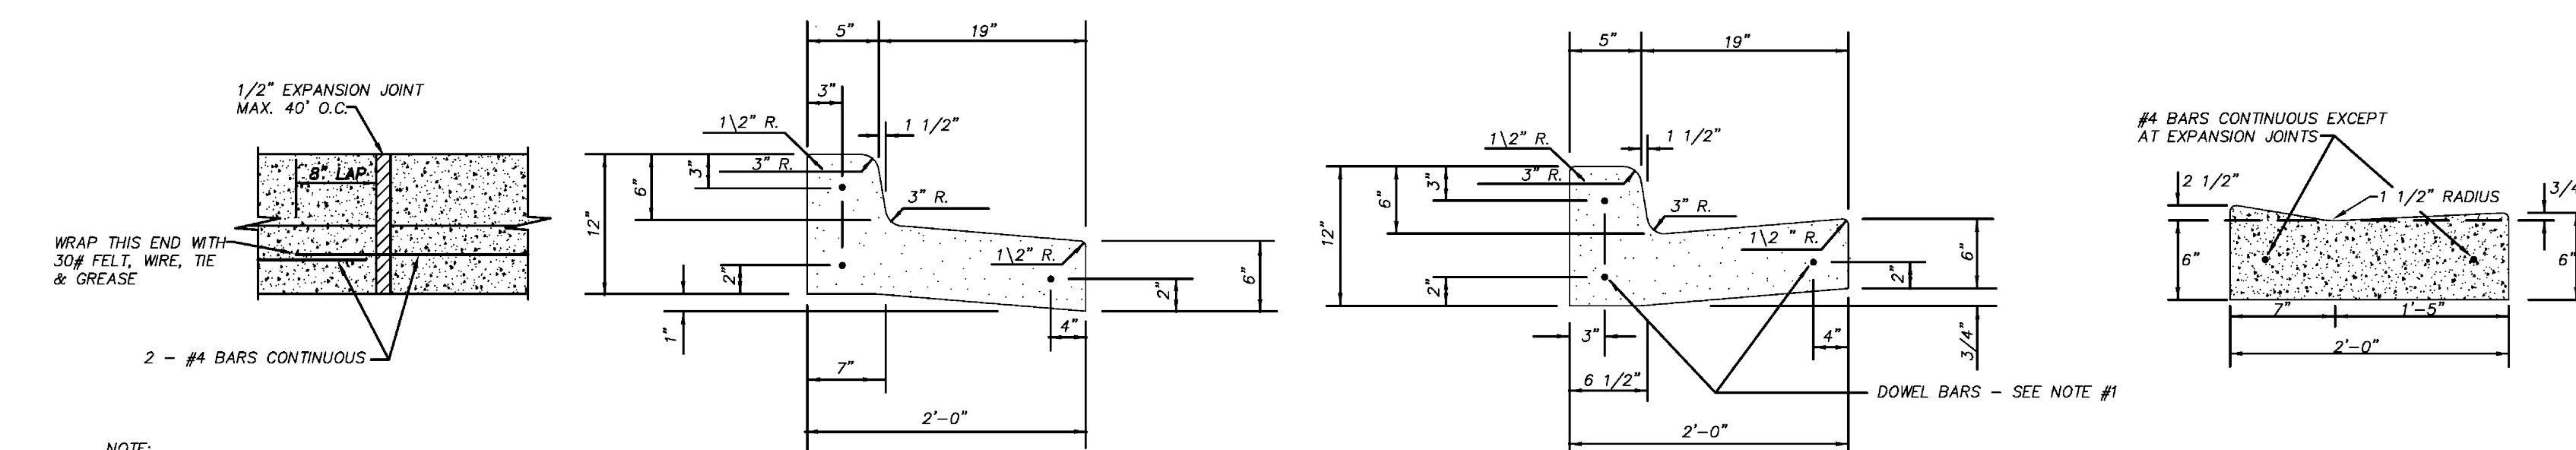 1/2" EXPANSION JOINT
MAX. 40' O.C.
8" LAP
WRAP THIS END WITH
30# FELT, WIRE, TIE
& GREASE
2 - #4 BARS CONTINUOUS
NOTE:
5"
19"
3"
1\2" R.
1 1/2"
3" R.
3"
6"
12"
3" R.
1\2" R.
2"
2"
6"
4"
1"
7"
2'-0"
5"
19"
1\2" R.
1 1/2"
3" R.
3"
6"
12"
3" R.
1\2 " R.
2"
2"
6"
3"
4"
3/4"
6 1/2"
DOWEL BARS - SEE NOTE #1
2'-0"
#4 BARS CONTINUOUS EXCEPT
AT EXPANSION JOINTS
2 1/2"
1 1/2" RADIUS
3/4
6"
6"
7"
1'-5"
2'-0"